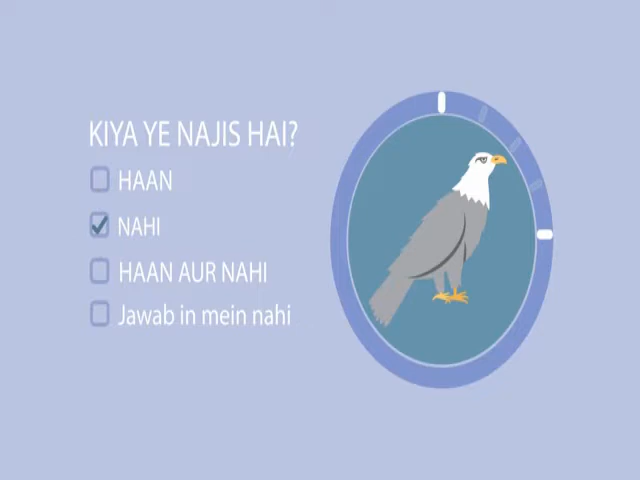 KIYA YE NAJIS HAI?
HAAN
NAHI
HAAN AUR NAHI
Jawab in mein nahi